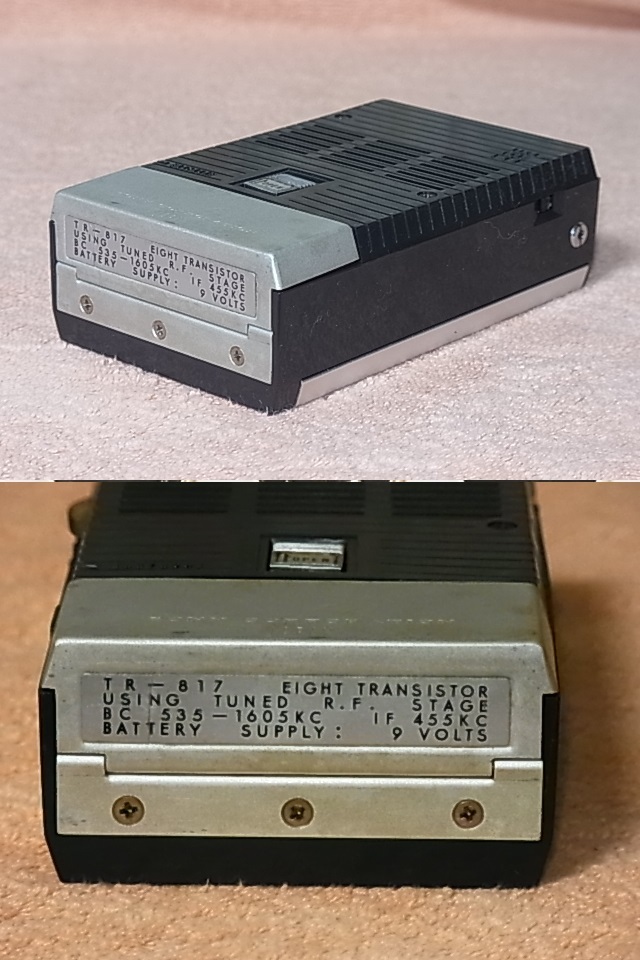 TR-817 EIGHT TRANSISTOR
USING TUNED R.F. STAGE
BC 535-1605KC IF 455KC
BATTERY SUPPLY: 9 VOLTS
OPEN
TR-817 EIGHT TRANSISTOR
USING TUNED R.F. STAGE
BC 535-1605KC IF 455KC
BATTERY SUPPLY: 9 VOLTS